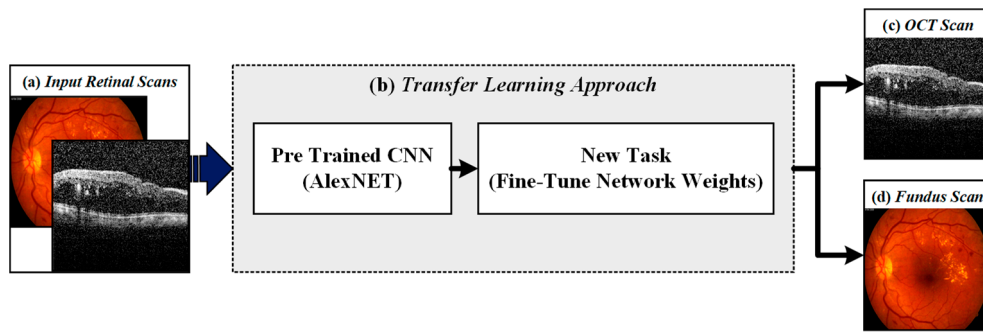 (a) Input Retinal Scans
(b) Transfer Learning Approach
Pre Trained CNN
(AlexNET)
New Task
(Fine-Tune Network Weights)
(c) OCT Scan
(d) Fundus Scan